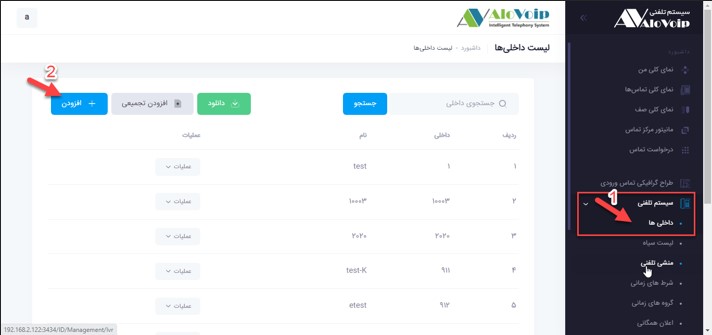 سیستم تلفنی
AloVoip
داشبورد
نمای کلی من
نمای کلی تماس‌ها
نمای کلی صف
مانیتور مرکز تماس
درخواست تماس
طراح گرافیکی تماس ورودی
سیستم تلفنی
1
داخلی ها
لیست سیاه
منشی تلفنی
شرط های زمانی
گروه های زمانی
اعلان همگانی
AloVoip
Intelligent Telephony System
a
لیست داخلی‌ها
داشبورد - لیست داخلی‌ها
2
جستجوی داخلی
جستجو
دانلود
افزودن تجمیعی
افزودن
ردیف داخلی نام عملیات
۱ ۱ test عملیات
۲ ۱۰۰۰۳ ۱۰۰۰۳ عملیات
۳ ۲۰۲۰ ۲۰۲۰ عملیات
۴ ۹۱۱ test-K عملیات
۵ ۹۱۲ etest عملیات
192.168.2.122:3434/ID/Management/Ivr